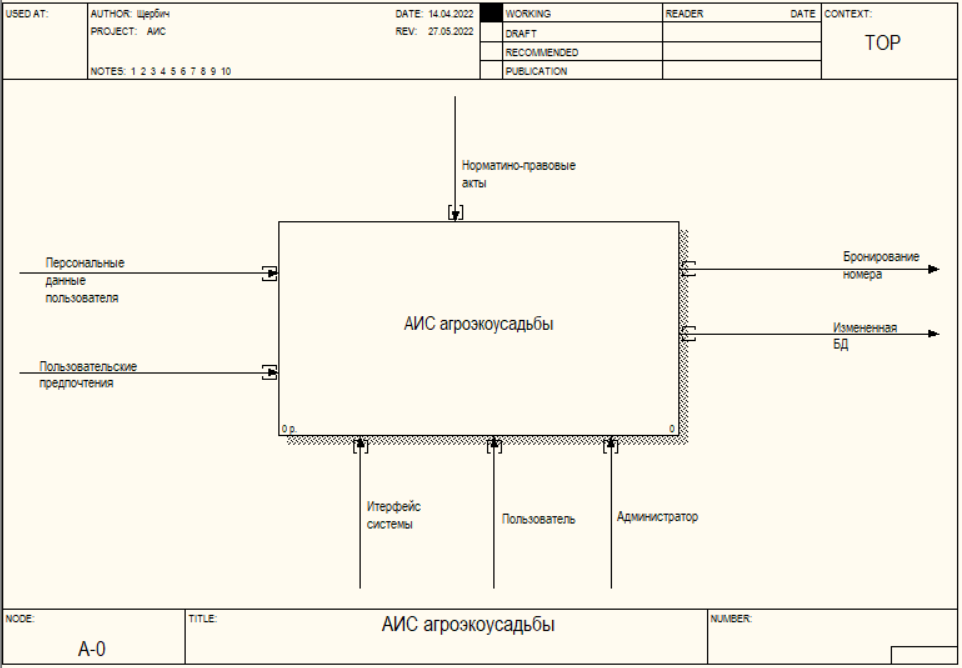 USED AT:
AUTHOR: Щербич
DATE: 14.04.2022
WORKING
READER
DATE
CONTEXT:
PROJECT: АИС
REV: 27.05.2022
DRAFT
TOP
RECOMMENDED
NOTES: 1 2 3 4 5 6 7 8 9 10
PUBLICATION
Норматино-правовые
акты
Персональные
данные
пользователя
Бронирование
номера
АИС агроэкоусадьбы
Измененная
БД
Пользовательские
предпочтения
0 р.
0
Итерфейс
системы
Пользователь
Администратор
NODE:
A-0
TITLE:
АИС агроэкоусадьбы
NUMBER: